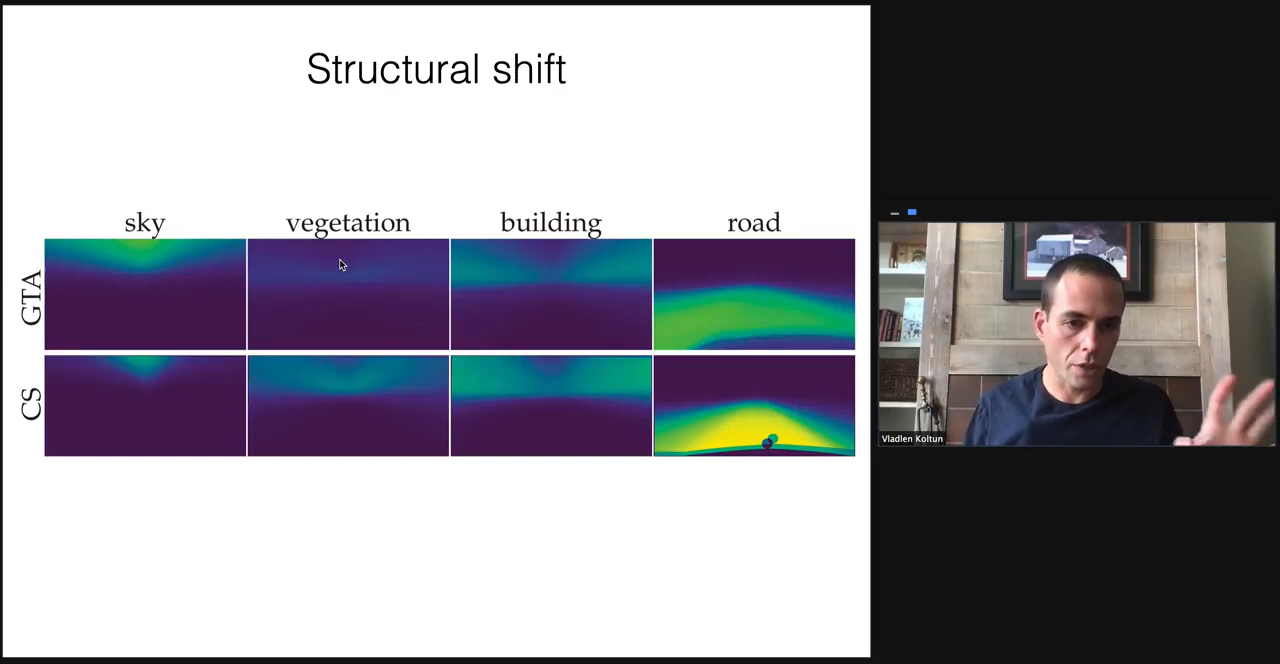 Structural shift
sky vegetation building road
GTA
CS
Vladlen Koltun